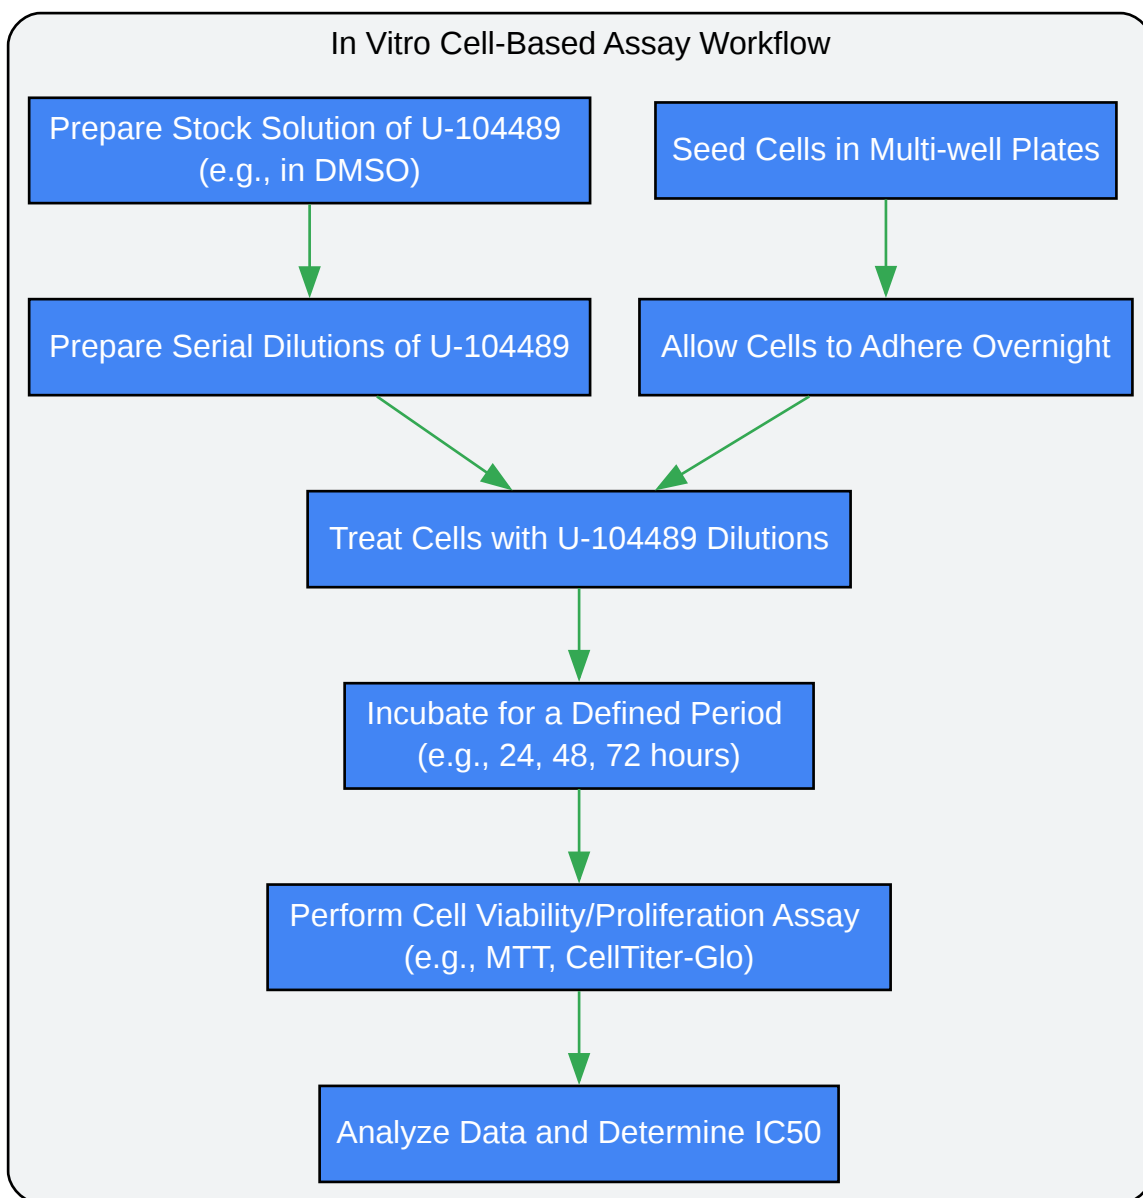 In Vitro Cell-Based Assay Workflow
Prepare Stock Solution of U-104489
(e.g., in DMSO)
Seed Cells in Multi-well Plates
Prepare Serial Dilutions of U-104489
Allow Cells to Adhere Overnight
Treat Cells with U-104489 Dilutions
Incubate for a Defined Period
(e.g., 24, 48, 72 hours)
Perform Cell Viability/Proliferation Assay
(e.g., MTT, CellTiter-Glo)
Analyze Data and Determine IC50